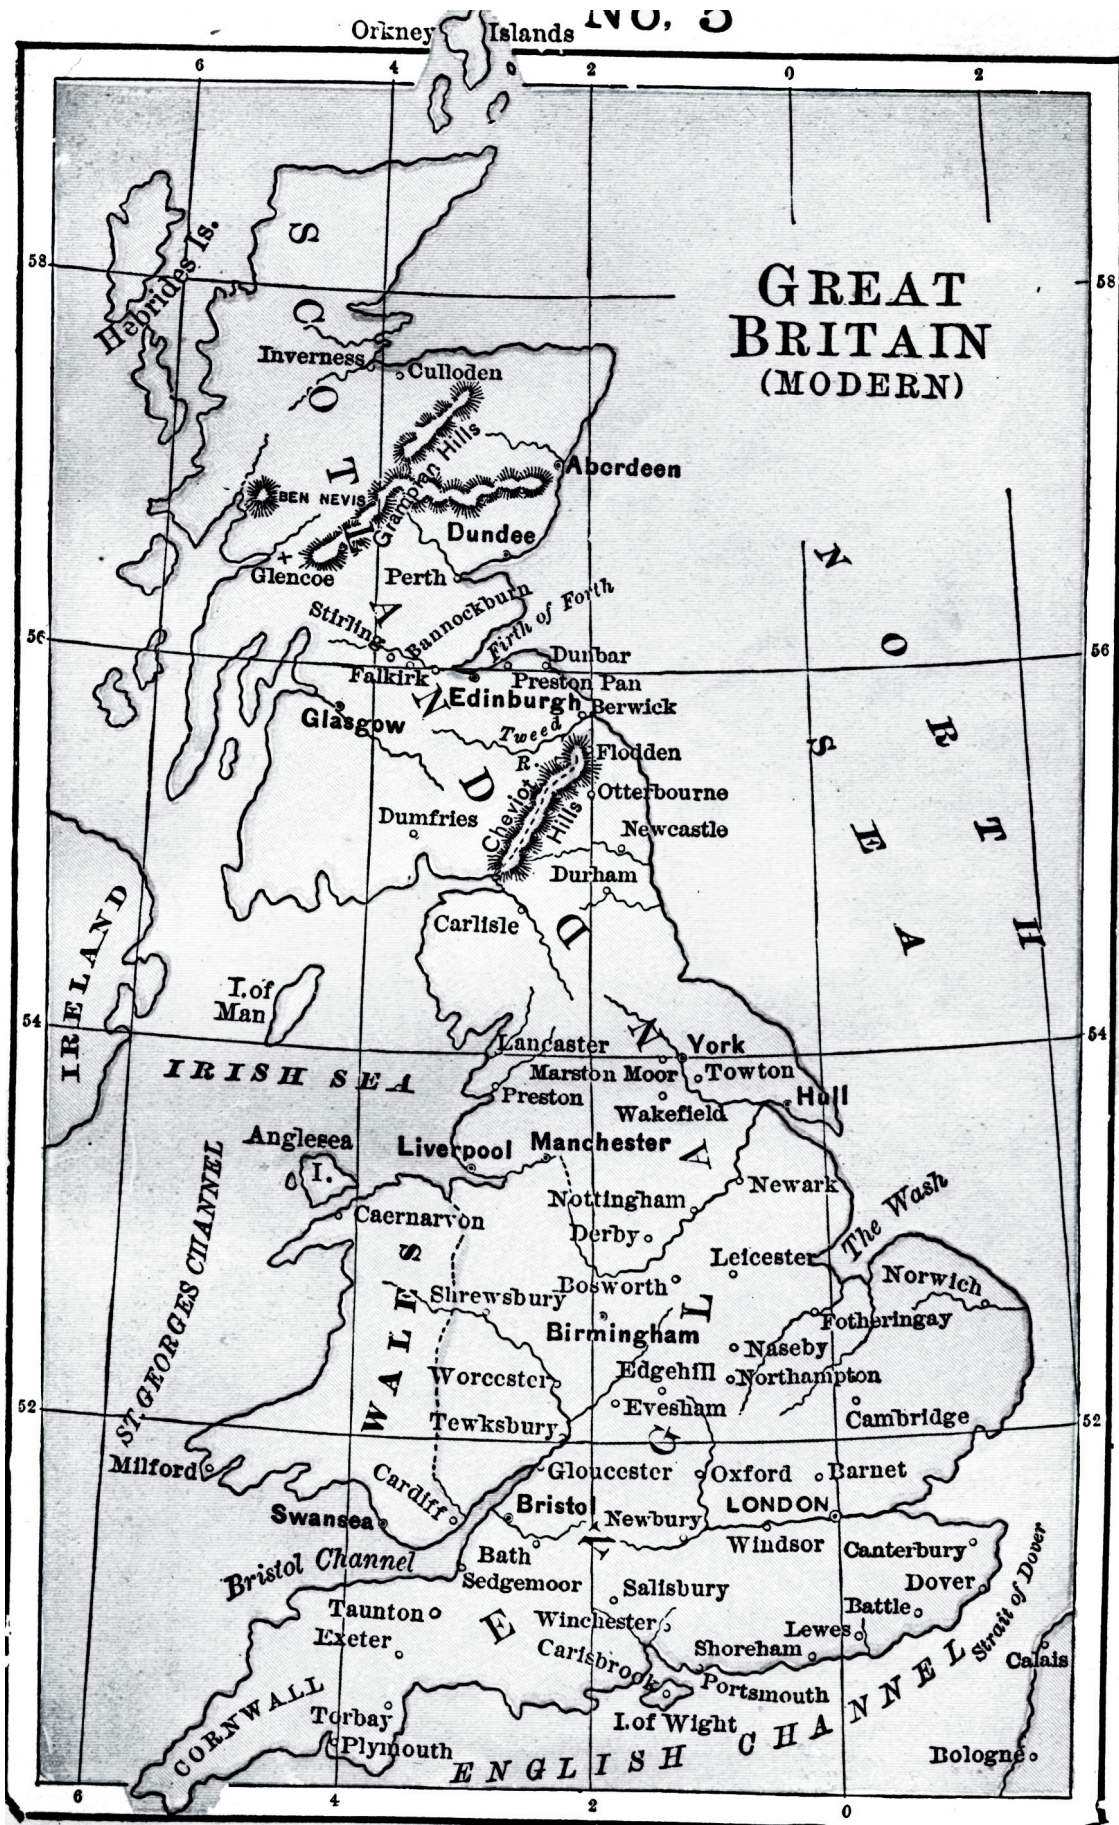 No. 5
Orkney Islands
6 4 0 2 0 2
58
58
Hebrides Is.
GREAT
BRITAIN
(MODERN)
SCOTLAND
Inverness
Culloden
Grampian Hills
Aberdeen
BEN NEVIS
Dundee
Glencoe
Perth
Stirling
Bannockburn
Firth of Forth
56
56
Falkirk
Dunbar
Preston Pan
Edinburgh
Berwick
Glasgow
Tweed
R.
Flodden
Cheviot
Hills
Otterbourne
Dumfries
Newcastle
Durham
Carlisle
NORTH
SEA
IRELAND
I. of
Man
54
54
IRISH SEA
Lancaster
York
Marston Moor
Towton
Preston
Wakefield
Hull
Anglesea
I.
Liverpool
Manchester
Caernarvon
Nottingham
Newark
Derby
The Wash
ST. GEORGES CHANNEL
WALES
ENGLAND
Leicester
Norwich
Shrewsbury
Bosworth
Fotheringay
Birmingham
Naseby
Worcester
Edgehill
Northampton
Evesham
Cambridge
52
52
Tewksbury
Milford
Cardiff
Gloucester
Oxford
Barnet
Swansea
Bristol
Newbury
LONDON
Windsor
Canterbury
Bristol Channel
Bath
Sedgemoor
Salisbury
Dover
Strait of Dover
Taunton
Winchester
Battle
Exeter
Carisbrook
Lewes
Shoreham
Calais
Portsmouth
CORNWALL
Torbay
I. of Wight
Plymouth
ENGLISH CHANNEL
Bologne
6 4 2 0